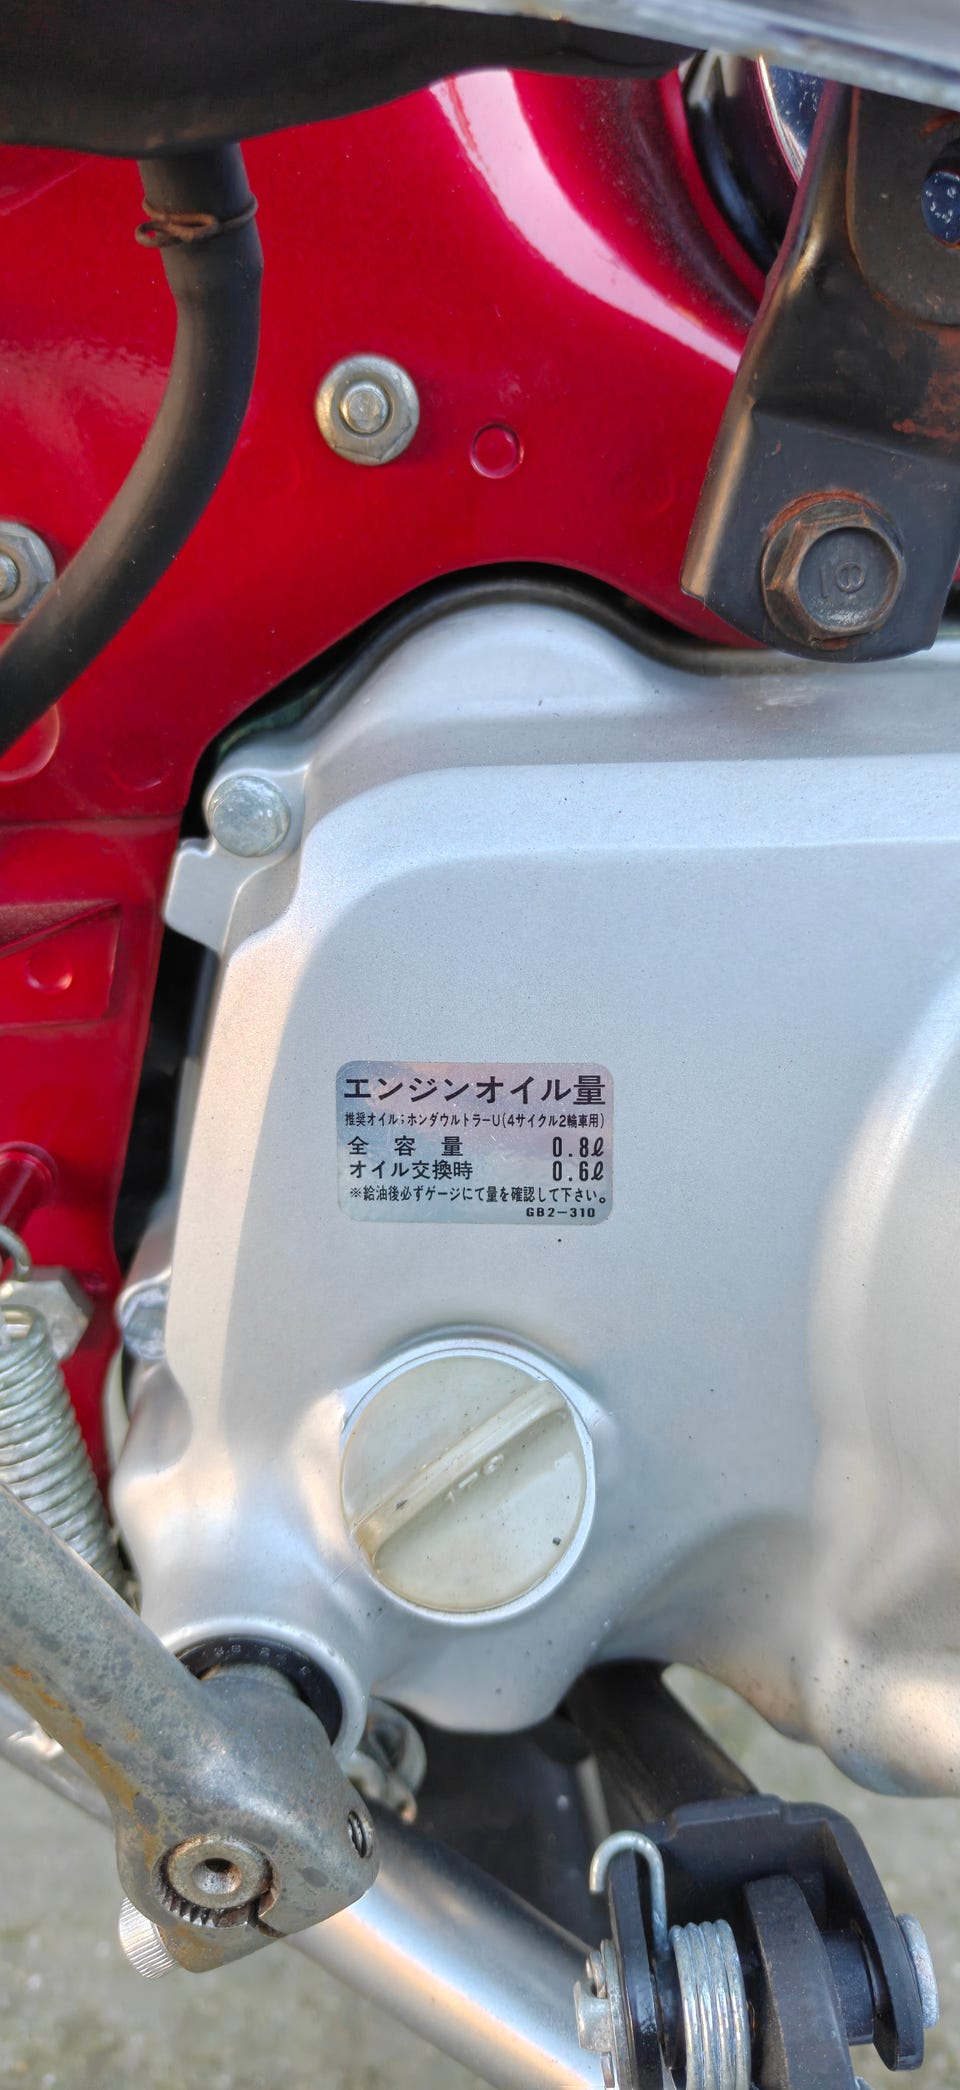 エンジンオイル量
推奨オイル;ホンダウルトラーU(4サイクル2輪車用)
全容量 0.8ℓ
オイル交換時 0.6ℓ
※給油後必ずゲージにて量を確認して下さい。
GB2-310